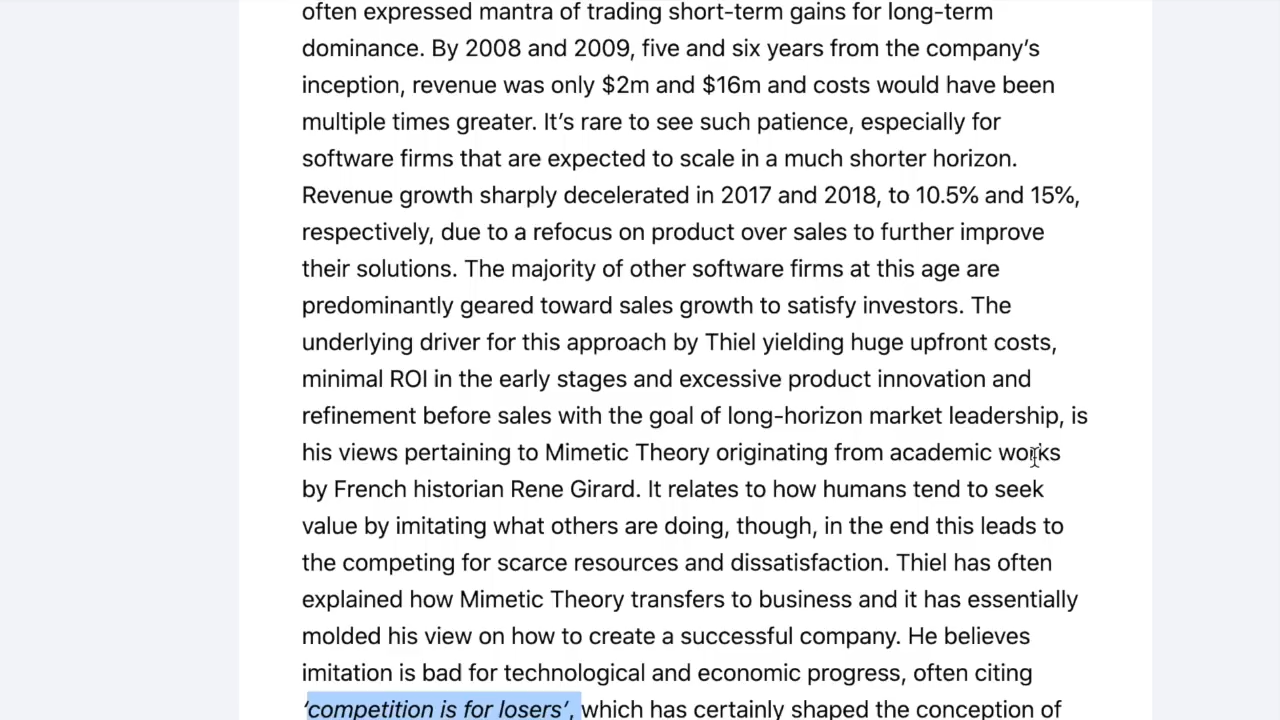 often expressed mantra of trading short-term gains for long-term
dominance. By 2008 and 2009, five and six years from the company’s
inception, revenue was only $2m and $16m and costs would have been
multiple times greater. It’s rare to see such patience, especially for
software firms that are expected to scale in a much shorter horizon.
Revenue growth sharply decelerated in 2017 and 2018, to 10.5% and 15%,
respectively, due to a refocus on product over sales to further improve
their solutions. The majority of other software firms at this age are
predominantly geared toward sales growth to satisfy investors. The
underlying driver for this approach by Thiel yielding huge upfront costs,
minimal ROI in the early stages and excessive product innovation and
refinement before sales with the goal of long-horizon market leadership, is
his views pertaining to Mimetic Theory originating from academic works
by French historian Rene Girard. It relates to how humans tend to seek
value by imitating what others are doing, though, in the end this leads to
the competing for scarce resources and dissatisfaction. Thiel has often
explained how Mimetic Theory transfers to business and it has essentially
molded his view on how to create a successful company. He believes
imitation is bad for technological and economic progress, often citing
‘competition is for losers’, which has certainly shaped the conception of